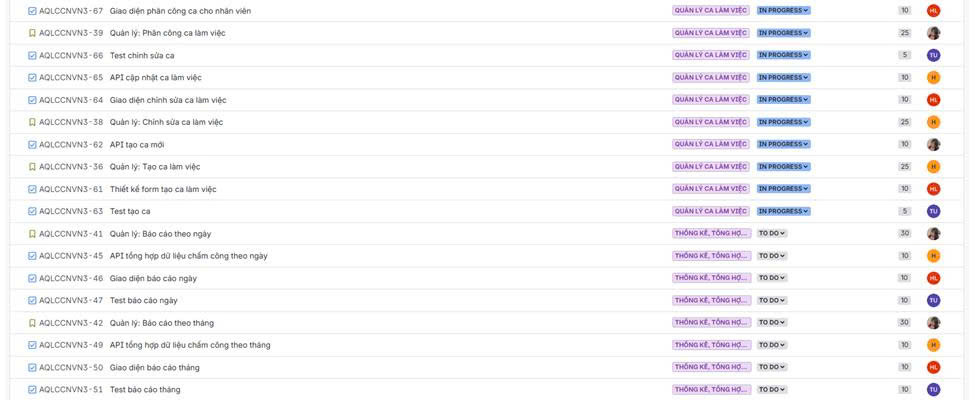 AQLCCNVN3-67 Giao diện phân công ca cho nhân viên QUẢN LÝ CA LÀM VIỆC IN PROGRESS 10 HL
AQLCCNVN3-39 Quản lý: Phân công ca làm việc QUẢN LÝ CA LÀM VIỆC IN PROGRESS 25
AQLCCNVN3-66 Test chỉnh sửa ca QUẢN LÝ CA LÀM VIỆC IN PROGRESS 5 TU
AQLCCNVN3-65 API cập nhật ca làm việc QUẢN LÝ CA LÀM VIỆC IN PROGRESS 10 H
AQLCCNVN3-64 Giao diện chỉnh sửa ca làm việc QUẢN LÝ CA LÀM VIỆC IN PROGRESS 10 HL
AQLCCNVN3-38 Quản lý: Chỉnh sửa ca làm việc QUẢN LÝ CA LÀM VIỆC IN PROGRESS 25 H
AQLCCNVN3-62 API tạo ca mới QUẢN LÝ CA LÀM VIỆC IN PROGRESS 10
AQLCCNVN3-36 Quản lý: Tạo ca làm việc QUẢN LÝ CA LÀM VIỆC IN PROGRESS 25 H
AQLCCNVN3-61 Thiết kế form tạo ca làm việc QUẢN LÝ CA LÀM VIỆC IN PROGRESS 10 HL
AQLCCNVN3-63 Test tạo ca QUẢN LÝ CA LÀM VIỆC IN PROGRESS 5 TU
AQLCCNVN3-41 Quản lý: Báo cáo theo ngày THỐNG KÊ, TỔNG HỢ... TO DO 30
AQLCCNVN3-45 API tổng hợp dữ liệu chấm công theo ngày THỐNG KÊ, TỔNG HỢ... TO DO 10 H
AQLCCNVN3-46 Giao diện báo cáo ngày THỐNG KÊ, TỔNG HỢ... TO DO 10 HL
AQLCCNVN3-47 Test báo cáo ngày THỐNG KÊ, TỔNG HỢ... TO DO 10 TU
AQLCCNVN3-42 Quản lý: Báo cáo theo tháng THỐNG KÊ, TỔNG HỢ... TO DO 30
AQLCCNVN3-49 API tổng hợp dữ liệu chấm công theo tháng THỐNG KÊ, TỔNG HỢ... TO DO 10 H
AQLCCNVN3-50 Giao diện báo cáo tháng THỐNG KÊ, TỔNG HỢ... TO DO 10 HL
AQLCCNVN3-51 Test báo cáo tháng THỐNG KÊ, TỔNG HỢ... TO DO 10 TU